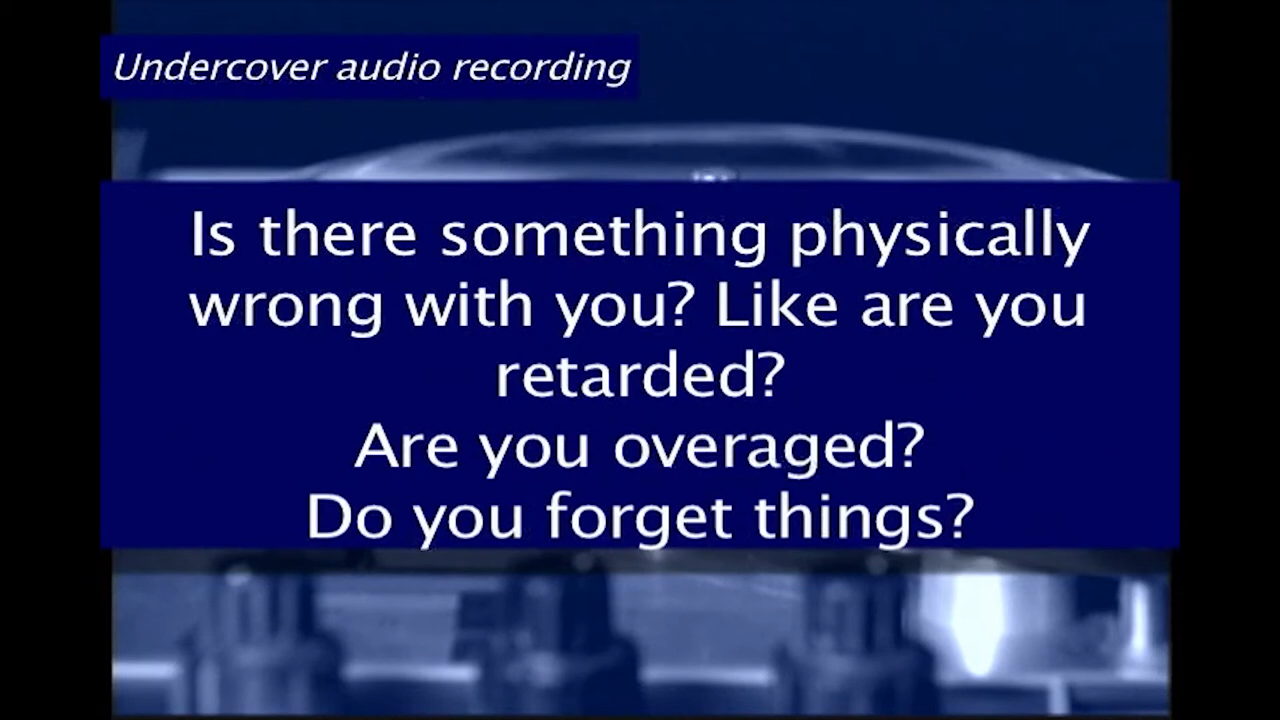 Undercover audio recording
Is there something physically
wrong with you? Like are you
retarded?
Are you overaged?
Do you forget things?